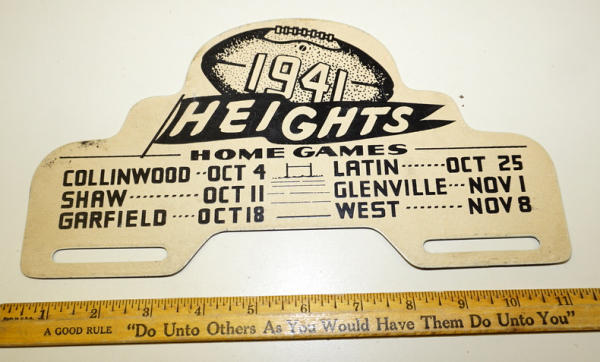 1941
HEIGHTS
HOME GAMES
COLLINWOOD--OCT 4
SHAW------OCT 11
GARFIELD----OCT 18
LATIN------OCT 25
GLENVILLE---NOV 1
WEST------NOV 8
1 2 3 4 5 6 7 8 9 10 11
A GOOD RULE "Do Unto Others As You Would Have Them Do Unto You"